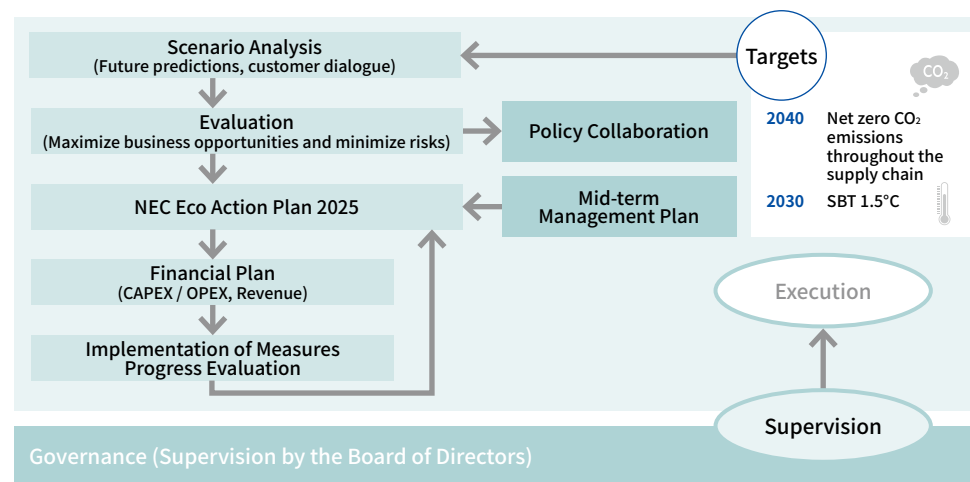 Scenario Analysis
(Future predictions, customer dialogue)
Targets
CO₂
Evaluation
(Maximize business opportunities and minimize risks)
Policy Collaboration
2040 Net zero CO₂
emissions
throughout the
supply chain
2030 SBT 1.5°C
NEC Eco Action Plan 2025
Mid-term
Management Plan
Financial Plan
(CAPEX / OPEX, Revenue)
Execution
Implementation of Measures
Progress Evaluation
Supervision
Governance (Supervision by the Board of Directors)